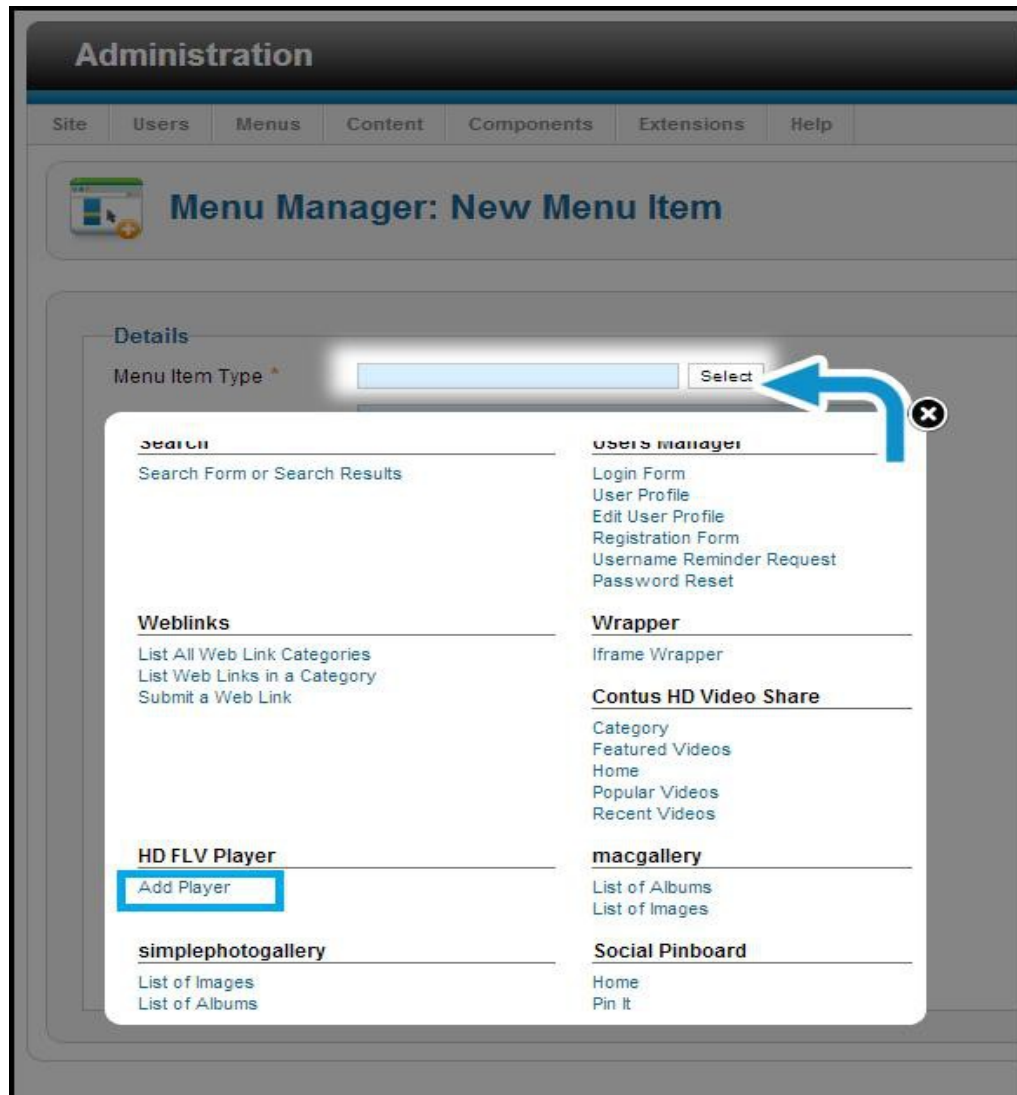 Administration
Site Users Menus Content Components Extensions Help
Menu Manager: New Menu Item
Details
Menu Item Type *
Select
Search
Search Form or Search Results
Users Manager
Login Form
User Profile
Edit User Profile
Registration Form
Username Reminder Request
Password Reset
Weblinks
List All Web Link Categories
List Web Links in a Category
Submit a Web Link
Wrapper
Iframe Wrapper
Contus HD Video Share
Category
Featured Videos
Home
Popular Videos
Recent Videos
HD FLV Player
Add Player
macgallery
List of Albums
List of Images
simplephotogallery
List of Images
List of Albums
Social Pinboard
Home
Pin It